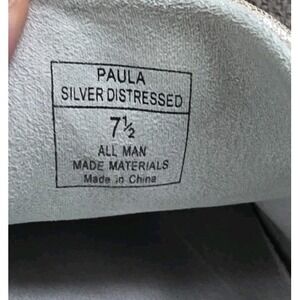 PAULA
SILVER DISTRESSED
7½
ALL MAN
MADE MATERIALS
Made in China